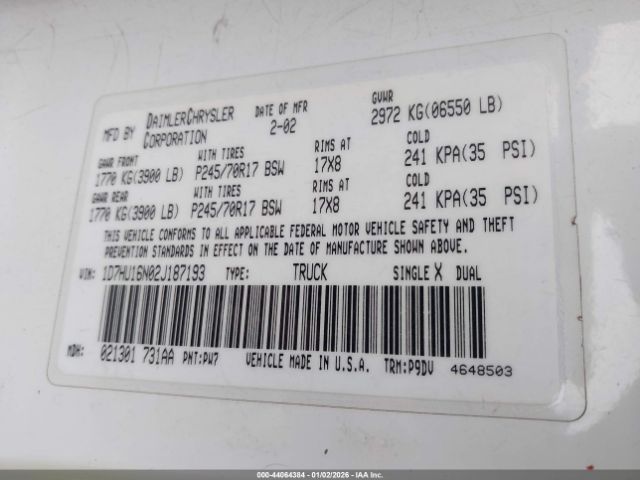 MFD BY DAIMLERCHRYSLER CORPORATION DATE OF MFR 2-02 GVWR 2972 KG(06550 LB)
GAWR FRONT WITH TIRES RIMS AT COLD
1770 KG(3900 LB) P245/70R17 BSW 17X8 241 KPA(35 PSI)
GAWR REAR WITH TIRES RIMS AT COLD
1770 KG(3900 LB) P245/70R17 BSW 17X8 241 KPA(35 PSI)
THIS VEHICLE CONFORMS TO ALL APPLICABLE FEDERAL MOTOR VEHICLE SAFETY AND THEFT
PREVENTION STANDARDS IN EFFECT ON THE DATE OF MANUFACTURE SHOWN ABOVE.
VIN: 1D7HU16N02J187193 TYPE: TRUCK SINGLE X DUAL
MDH: 021301 731AA PNT:PW7 VEHICLE MADE IN U.S.A. TRM:P9DV 4648503
000-44064384 - 01/02/2026 - IAA Inc.